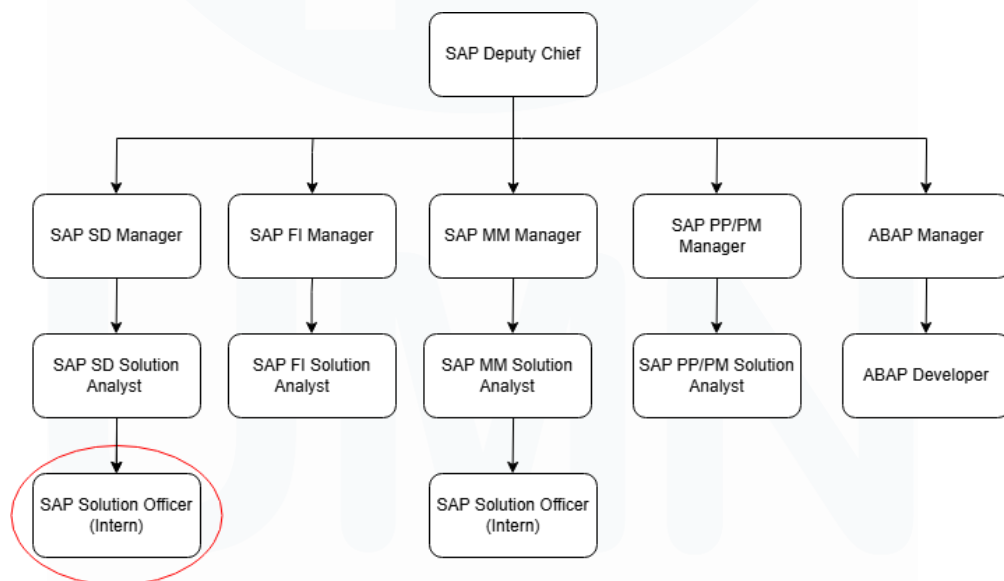 SAP Deputy Chief
SAP SD Manager
SAP FI Manager
SAP MM Manager
SAP PP/PM
Manager
ABAP Manager
SAP SD Solution
Analyst
SAP FI Solution
Analyst
SAP MM Solution
Analyst
SAP PP/PM Solution
Analyst
ABAP Developer
SAP Solution Officer
(Intern)
SAP Solution Officer
(Intern)
UMN